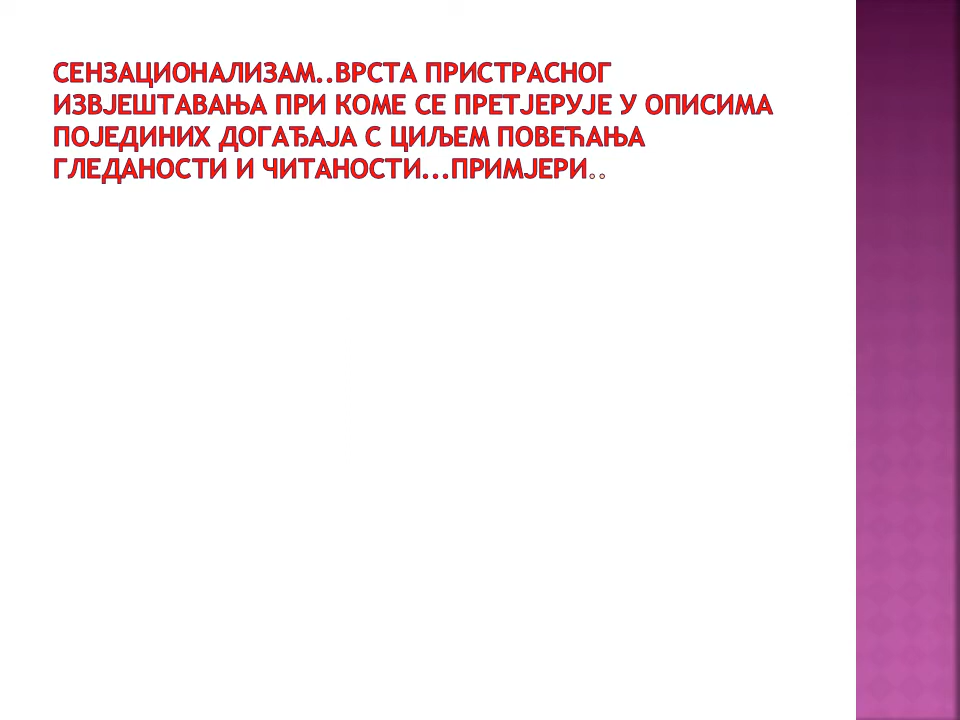 СЕНЗАЦИОНАЛИЗАМ..ВРСТА ПРИСТРАСНОГ
ИЗВЈЕШТАВАЊА ПРИ КОМЕ СЕ ПРЕТЈЕРУЈЕ У ОПИСИМА
ПОЈЕДИНИХ ДОГАЂАЈА С ЦИЉЕМ ПОВЕЋАЊА
ГЛЕДАНОСТИ И ЧИТАНОСТИ...ПРИМЈЕРИ..